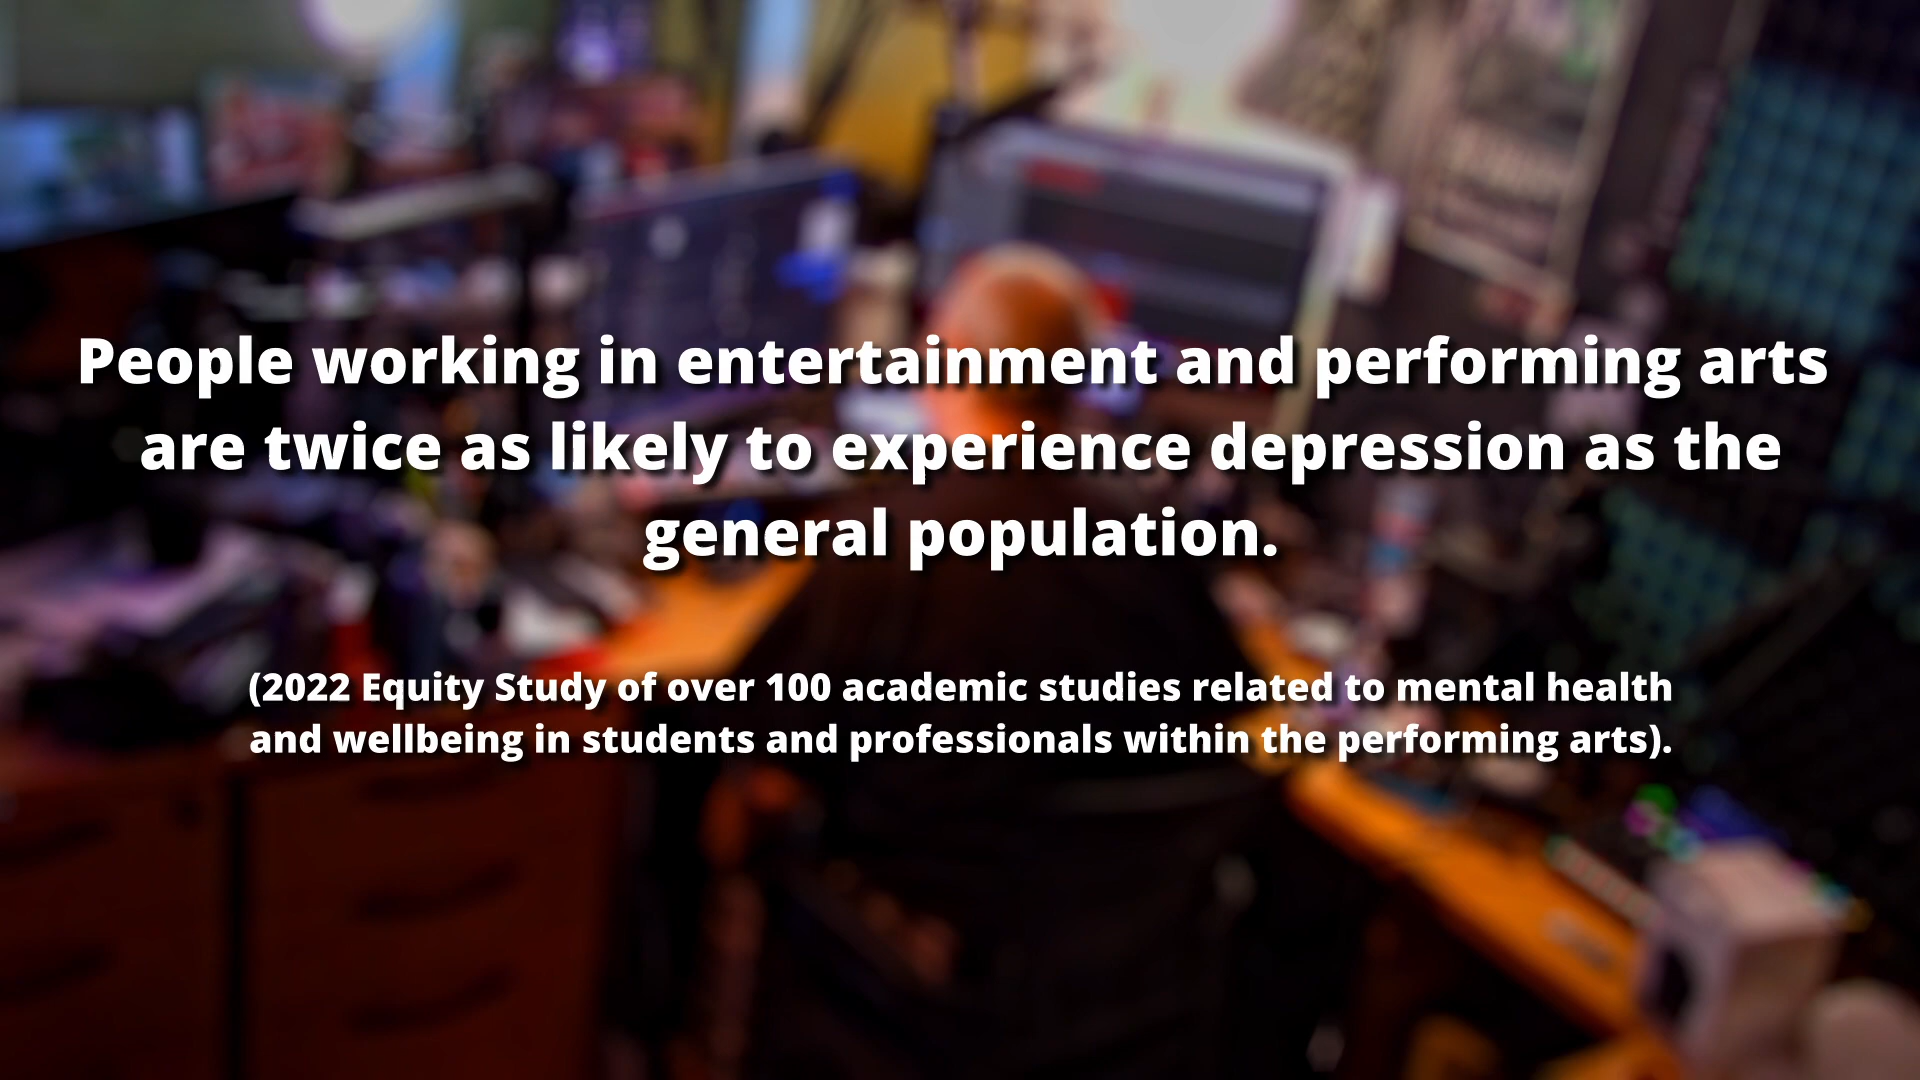 People working in entertainment and performing arts
are twice as likely to experience depression as the
general population.
(2022 Equity Study of over 100 academic studies related to mental health
and wellbeing in students and professionals within the performing arts).